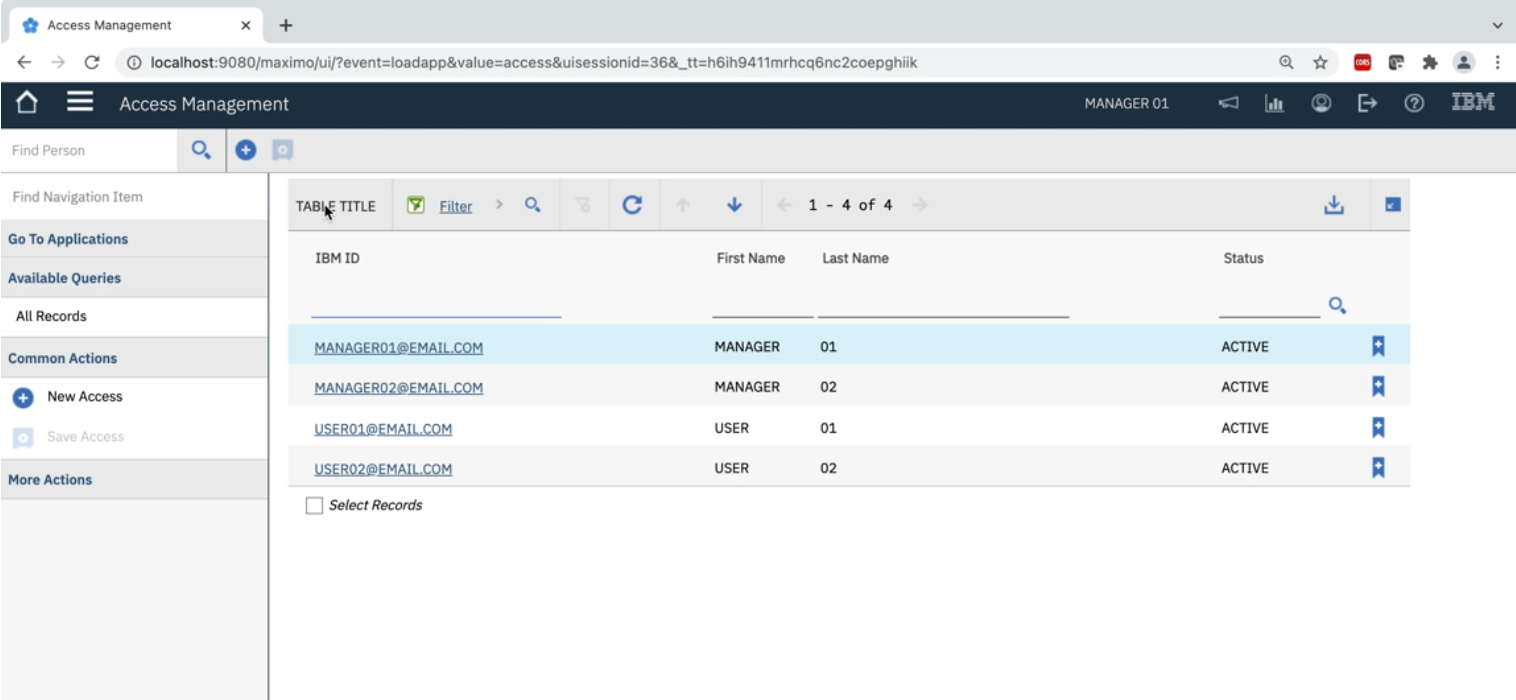 Access Management
localhost:9080/maximo/ui/?event=loadapp&value=access&uisessionid=36&_tt=h6ih9411mrhcq6nc2coepghiik
CORS
Access Management
MANAGER 01
IBM
Find Person
Find Navigation Item
Go To Applications
Available Queries
All Records
Common Actions
New Access
Save Access
More Actions
TABLE TITLE Filter 1 - 4 of 4
IBM ID First Name Last Name Status
MANAGER01@EMAIL.COM MANAGER 01 ACTIVE
MANAGER02@EMAIL.COM MANAGER 02 ACTIVE
USER01@EMAIL.COM USER 01 ACTIVE
USER02@EMAIL.COM USER 02 ACTIVE
Select Records